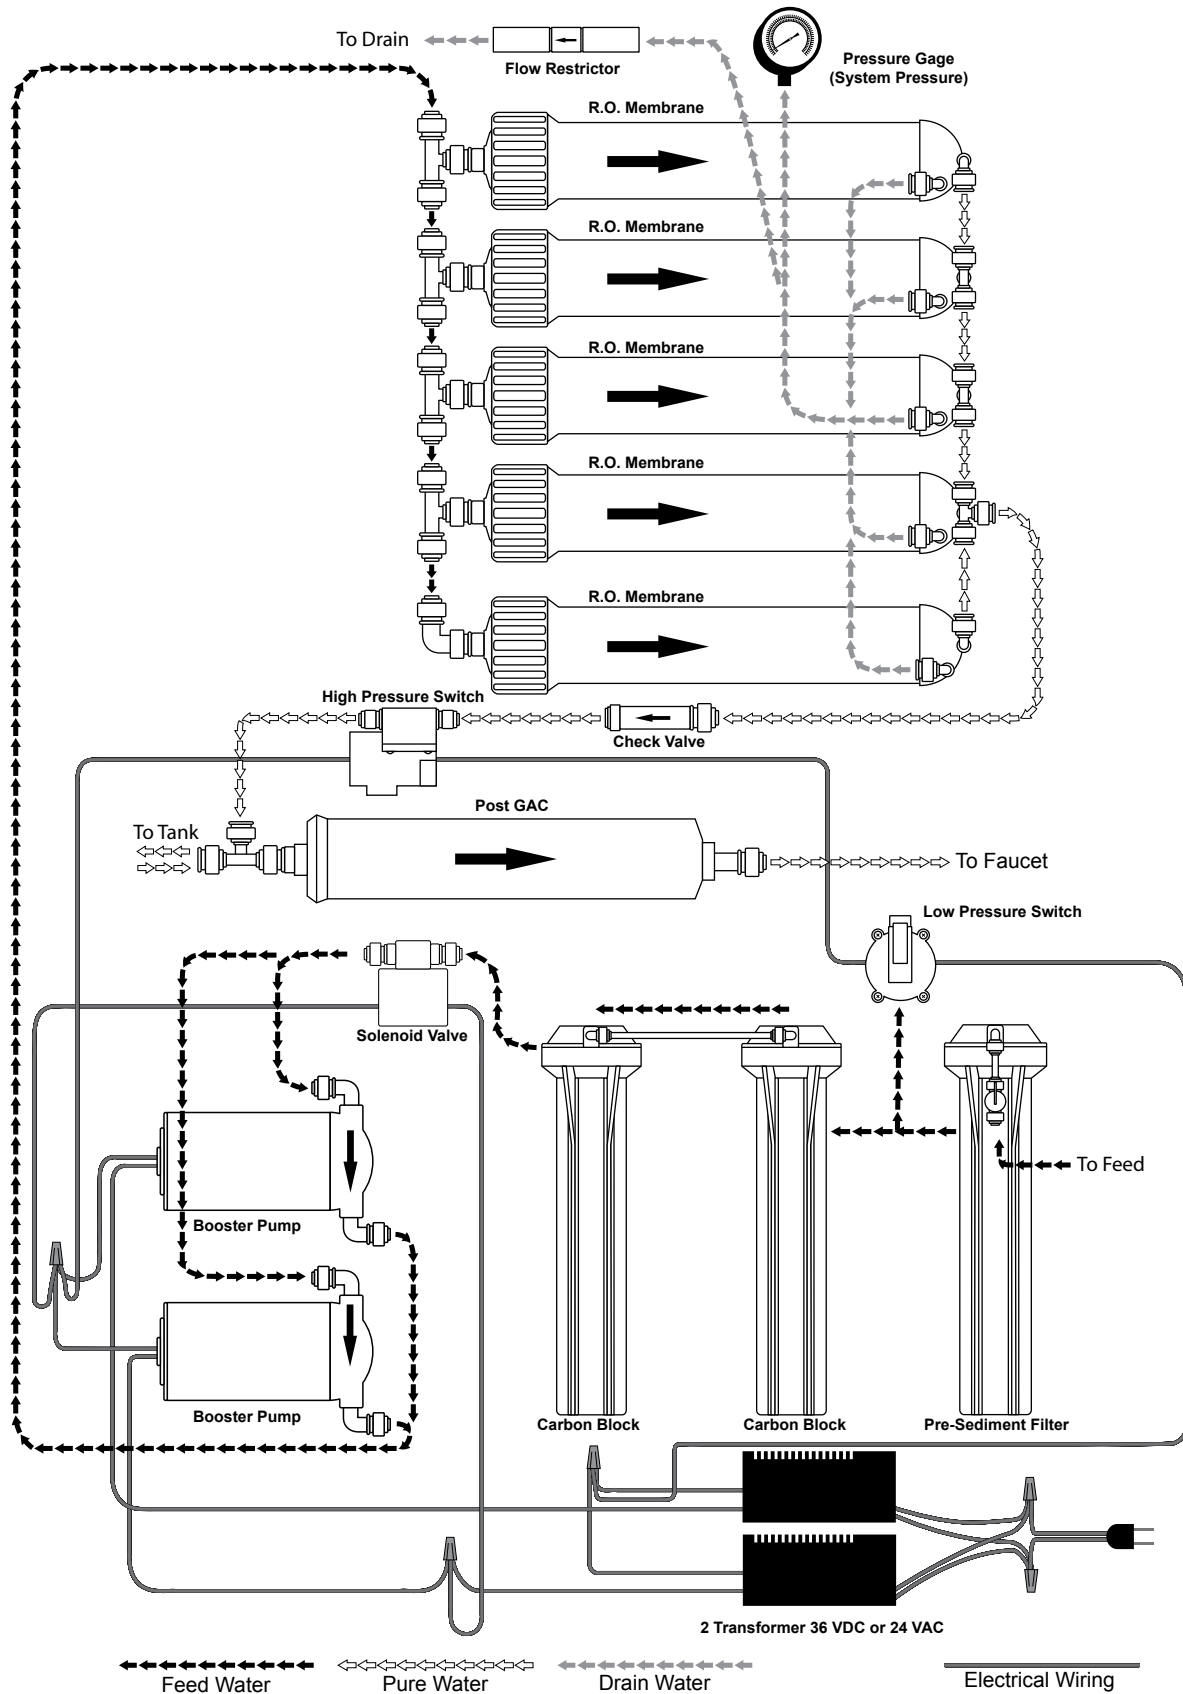 To Drain
Flow Restrictor
Pressure Gage
(System Pressure)
R.O. Membrane
R.O. Membrane
R.O. Membrane
R.O. Membrane
R.O. Membrane
High Pressure Switch
Check Valve
Post GAC
To Tank
To Faucet
Low Pressure Switch
Solenoid Valve
To Feed
Booster Pump
Booster Pump
Carbon Block
Carbon Block
Pre-Sediment Filter
2 Transformer 36 VDC or 24 VAC
Feed Water
Pure Water
Drain Water
Electrical Wiring